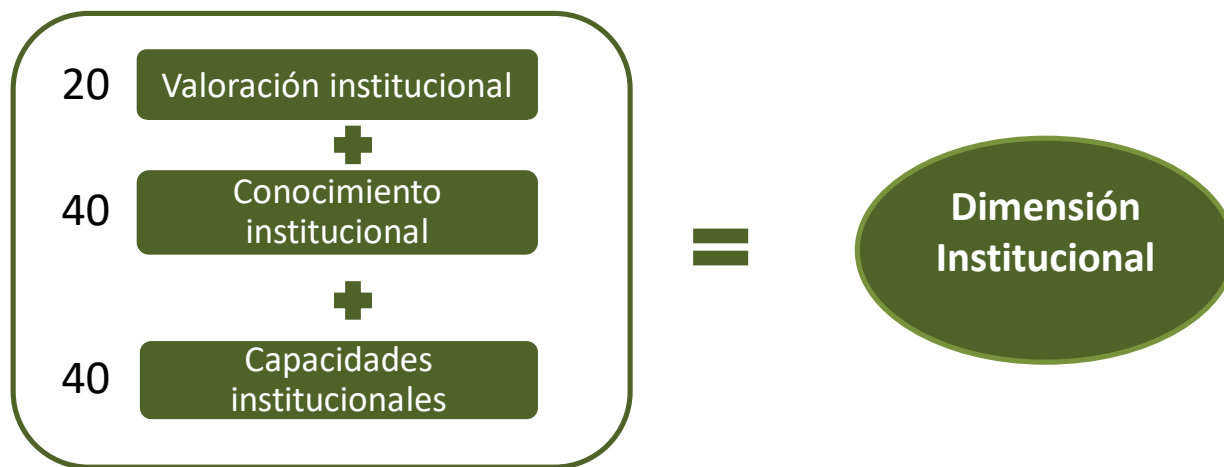 20
Valoración institucional
40
Conocimiento
institucional
40
Capacidades
institucionales
Dimensión
Institucional